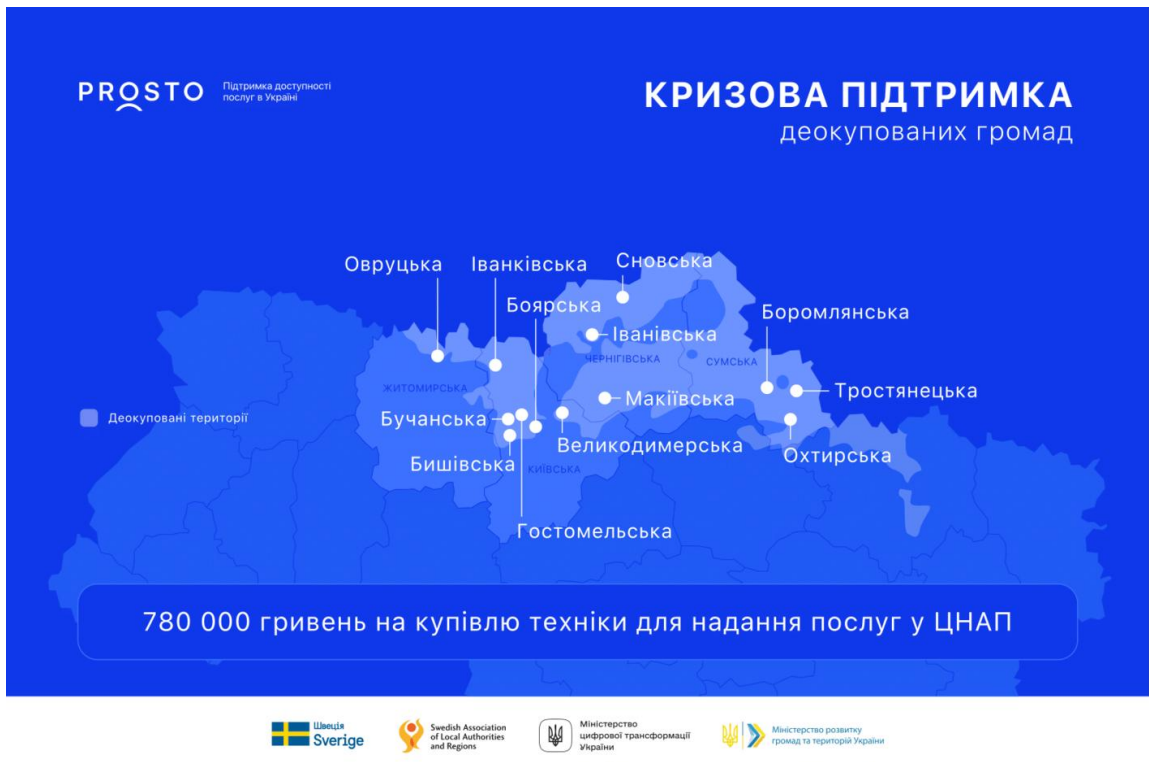 PROSTO
Підтримка доступності
послуг в Україні
КРИЗОВА ПІДТРИМКА
деокупованих громад
Овруцька
Іванківська
Сновська
Боярська
Боромлянська
Іванівська
ЧЕРНІГІВСЬКА
СУМСЬКА
ЖИТОМИРСЬКА
Макіївська
Тростянецька
Деокуповані території
Бучанська
Великодимерська
Охтирська
Бишівська
КИЇВСЬКА
Гостомельська
780 000 гривень на купівлю техніки для надання послуг у ЦНАП
Швеція
Sverige
Swedish Association
of Local Authorities
and Regions
Міністерство
цифрової трансформації
України
Міністерство розвитку
громад та територій України